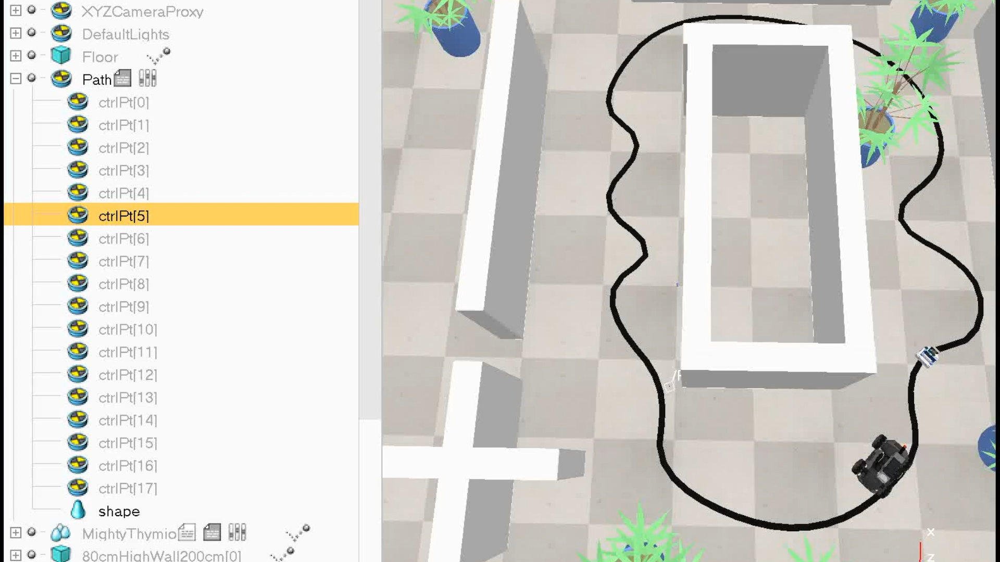 XYZCameraProxy
DefaultLights
Floor
Path
ctrlPt[0]
ctrlPt[1]
ctrlPt[2]
ctrlPt[3]
ctrlPt[4]
ctrlPt[5]
ctrlPt[6]
ctrlPt[7]
ctrlPt[8]
ctrlPt[9]
ctrlPt[10]
ctrlPt[11]
ctrlPt[12]
ctrlPt[13]
ctrlPt[14]
ctrlPt[15]
ctrlPt[16]
ctrlPt[17]
shape
MightyThymio
80cmHighWall200cm[0]
x
z